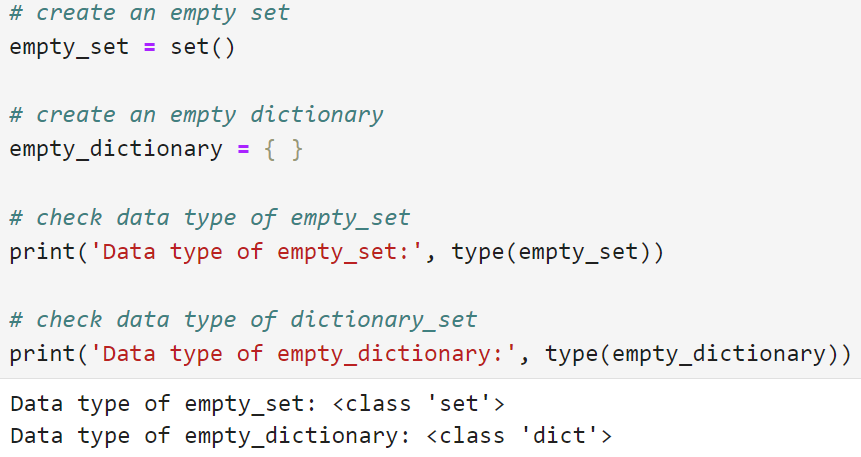 # create an empty set
empty_set = set()
# create an empty dictionary
empty_dictionary = { }
# check data type of empty_set
print('Data type of empty_set:', type(empty_set))
# check data type of dictionary_set
print('Data type of empty_dictionary:', type(empty_dictionary))
Data type of empty_set: <class 'set'>
Data type of empty_dictionary: <class 'dict'>